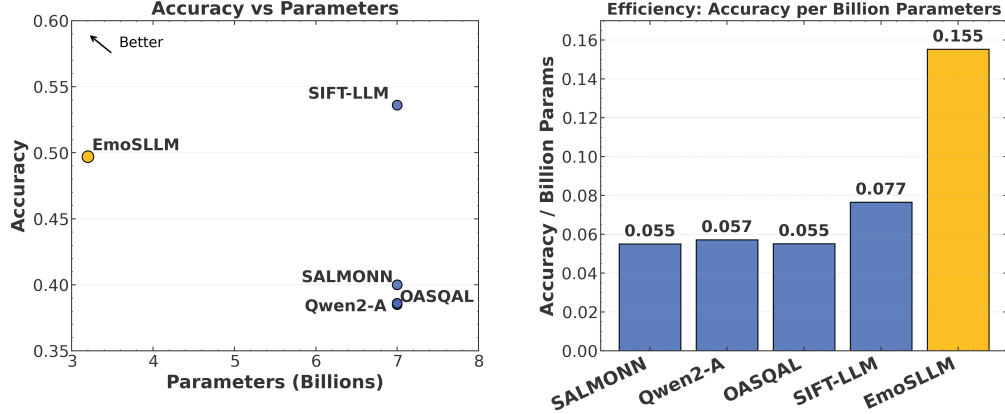 Accuracy vs Parameters
0.60
0.55
0.50
0.45
0.40
0.35
Accuracy
Better
SIFT-LLM
EmoSLLM
SALMONN
OASQAL
Qwen2-A
3
4
5
6
7
8
Parameters (Billions)
Efficiency: Accuracy per Billion Parameters
0.16
0.14
0.12
0.10
0.08
0.06
0.04
0.02
0.00
Accuracy / Billion Params
0.055
0.057
0.055
0.077
0.155
SALMONN
Qwen2-A
OASQAL
SIFT-LLM
EmoSLLM